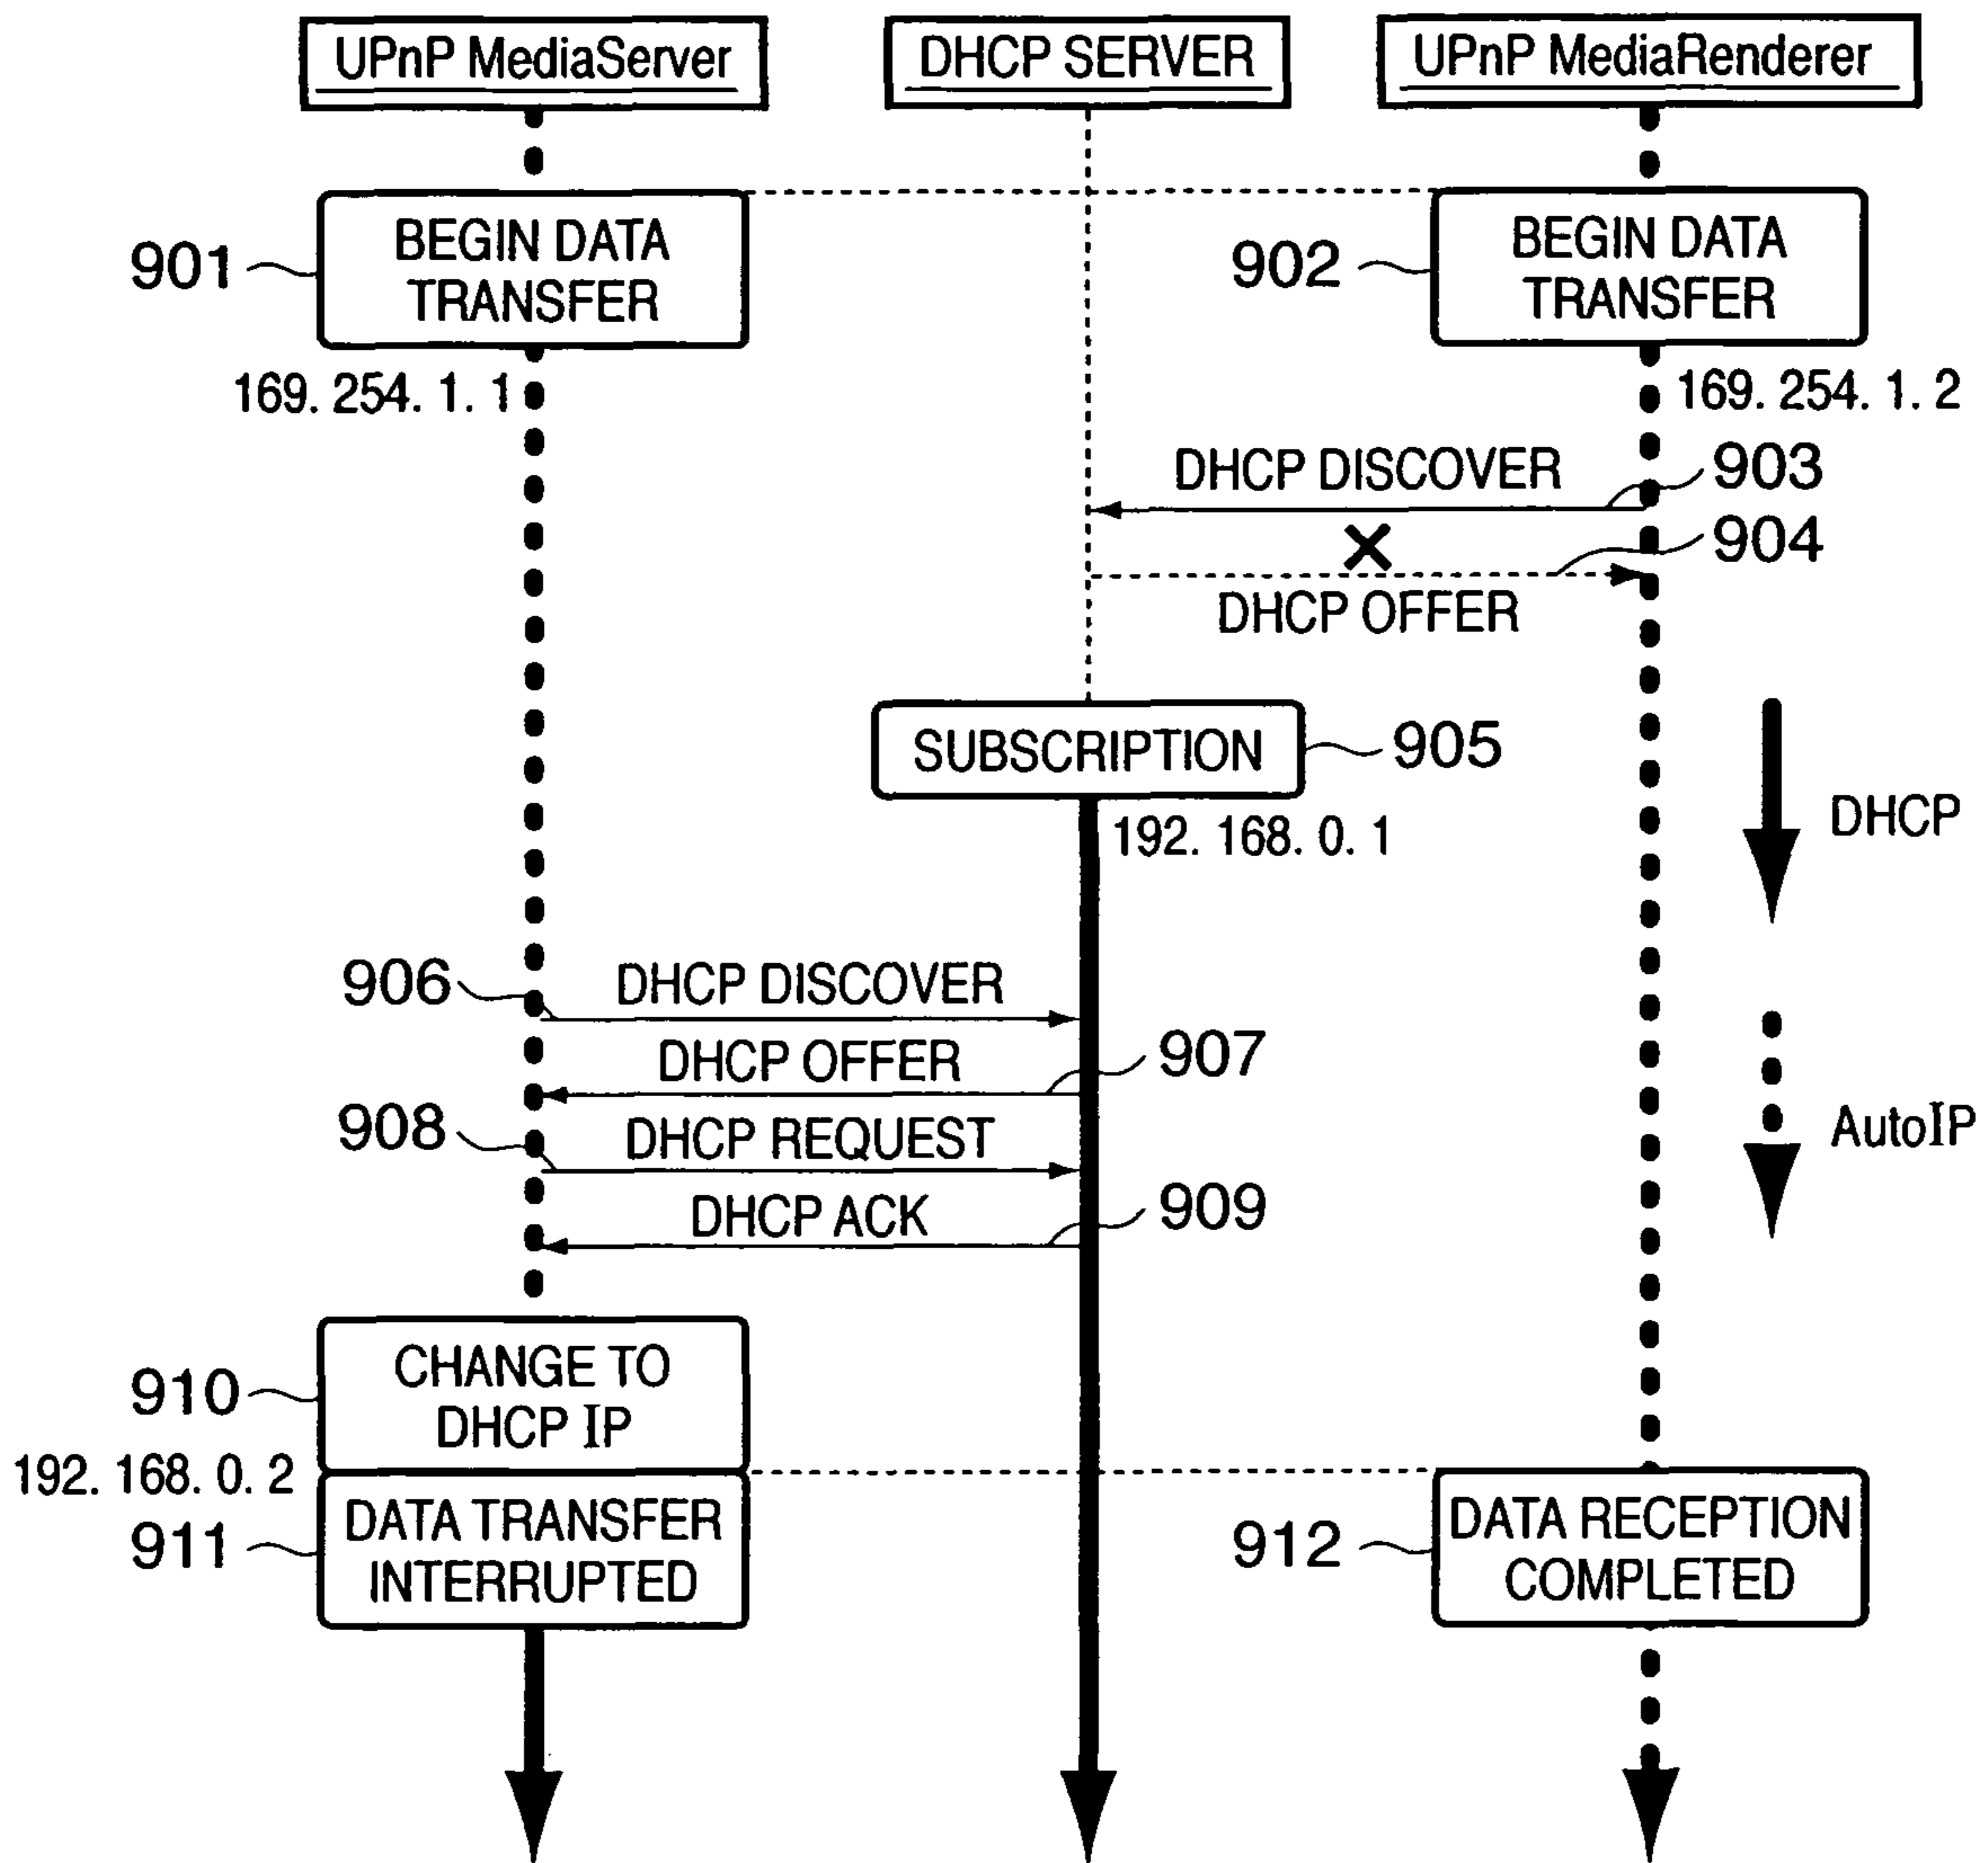 UPnP MediaServer
DHCP SERVER
UPnP MediaRenderer
901
BEGIN DATA
TRANSFER
902
BEGIN DATA
TRANSFER
169. 254. 1. 1
169. 254. 1. 2
DHCP DISCOVER
903
×
904
DHCP OFFER
SUBSCRIPTION
905
192. 168. 0. 1
DHCP
906
DHCP DISCOVER
DHCP OFFER
907
908
DHCP REQUEST
AutoIP
DHCP ACK
909
910
CHANGE TO
DHCP IP
192. 168. 0. 2
911
DATA TRANSFER
INTERRUPTED
912
DATA RECEPTION
COMPLETED